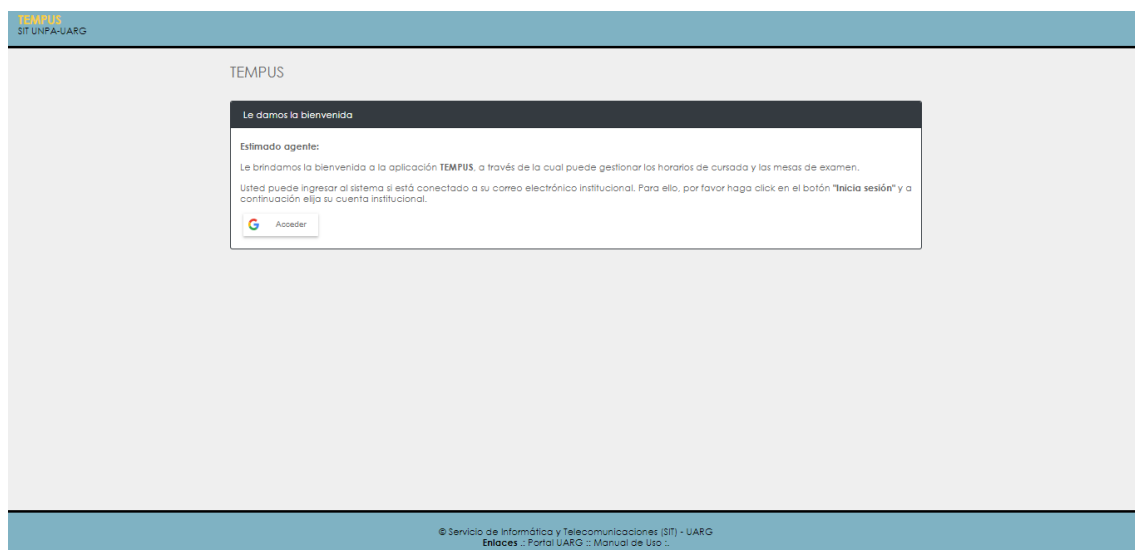 TEMPUS
SIT UNPA-UARG
TEMPUS
Le damos la bienvenida
Estimado agente:
Le brindamos la bienvenida a la aplicación TEMPUS, a través de la cual puede gestionar los horarios de cursada y las mesas de examen.
Usted puede ingresar al sistema si está conectado a su correo electrónico institucional. Para ello, por favor haga click en el botón "Inicia sesión" y a
continuación elija su cuenta institucional.
Acceder
© Servicio de Informática y Telecomunicaciones (SIT) - UARG
Enlaces .: Portal UARG :: Manual de Uso :.